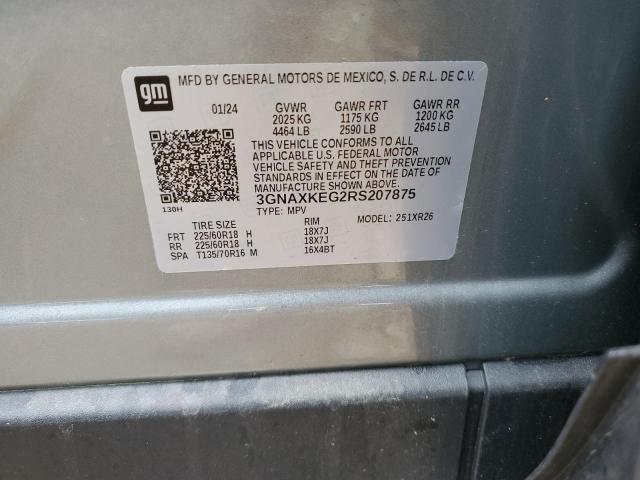 gm
MFD BY GENERAL MOTORS DE MEXICO, S. DE R.L. DE C.V.
01/24 GVWR GAWR FRT GAWR RR
2025 KG 1175 KG 1200 KG
4464 LB 2590 LB 2645 LB
THIS VEHICLE CONFORMS TO ALL
APPLICABLE U.S. FEDERAL MOTOR
VEHICLE SAFETY AND THEFT PREVENTION
STANDARDS IN EFFECT ON THE DATE OF
MANUFACTURE SHOWN ABOVE.
130H
3GNAXKEG2RS207875
TYPE: MPV MODEL: 251XR26
TIRE SIZE RIM
FRT 225/60R18 H 18X7J
RR 225/60R18 H 18X7J
SPA T135/70R16 M 16X4BT